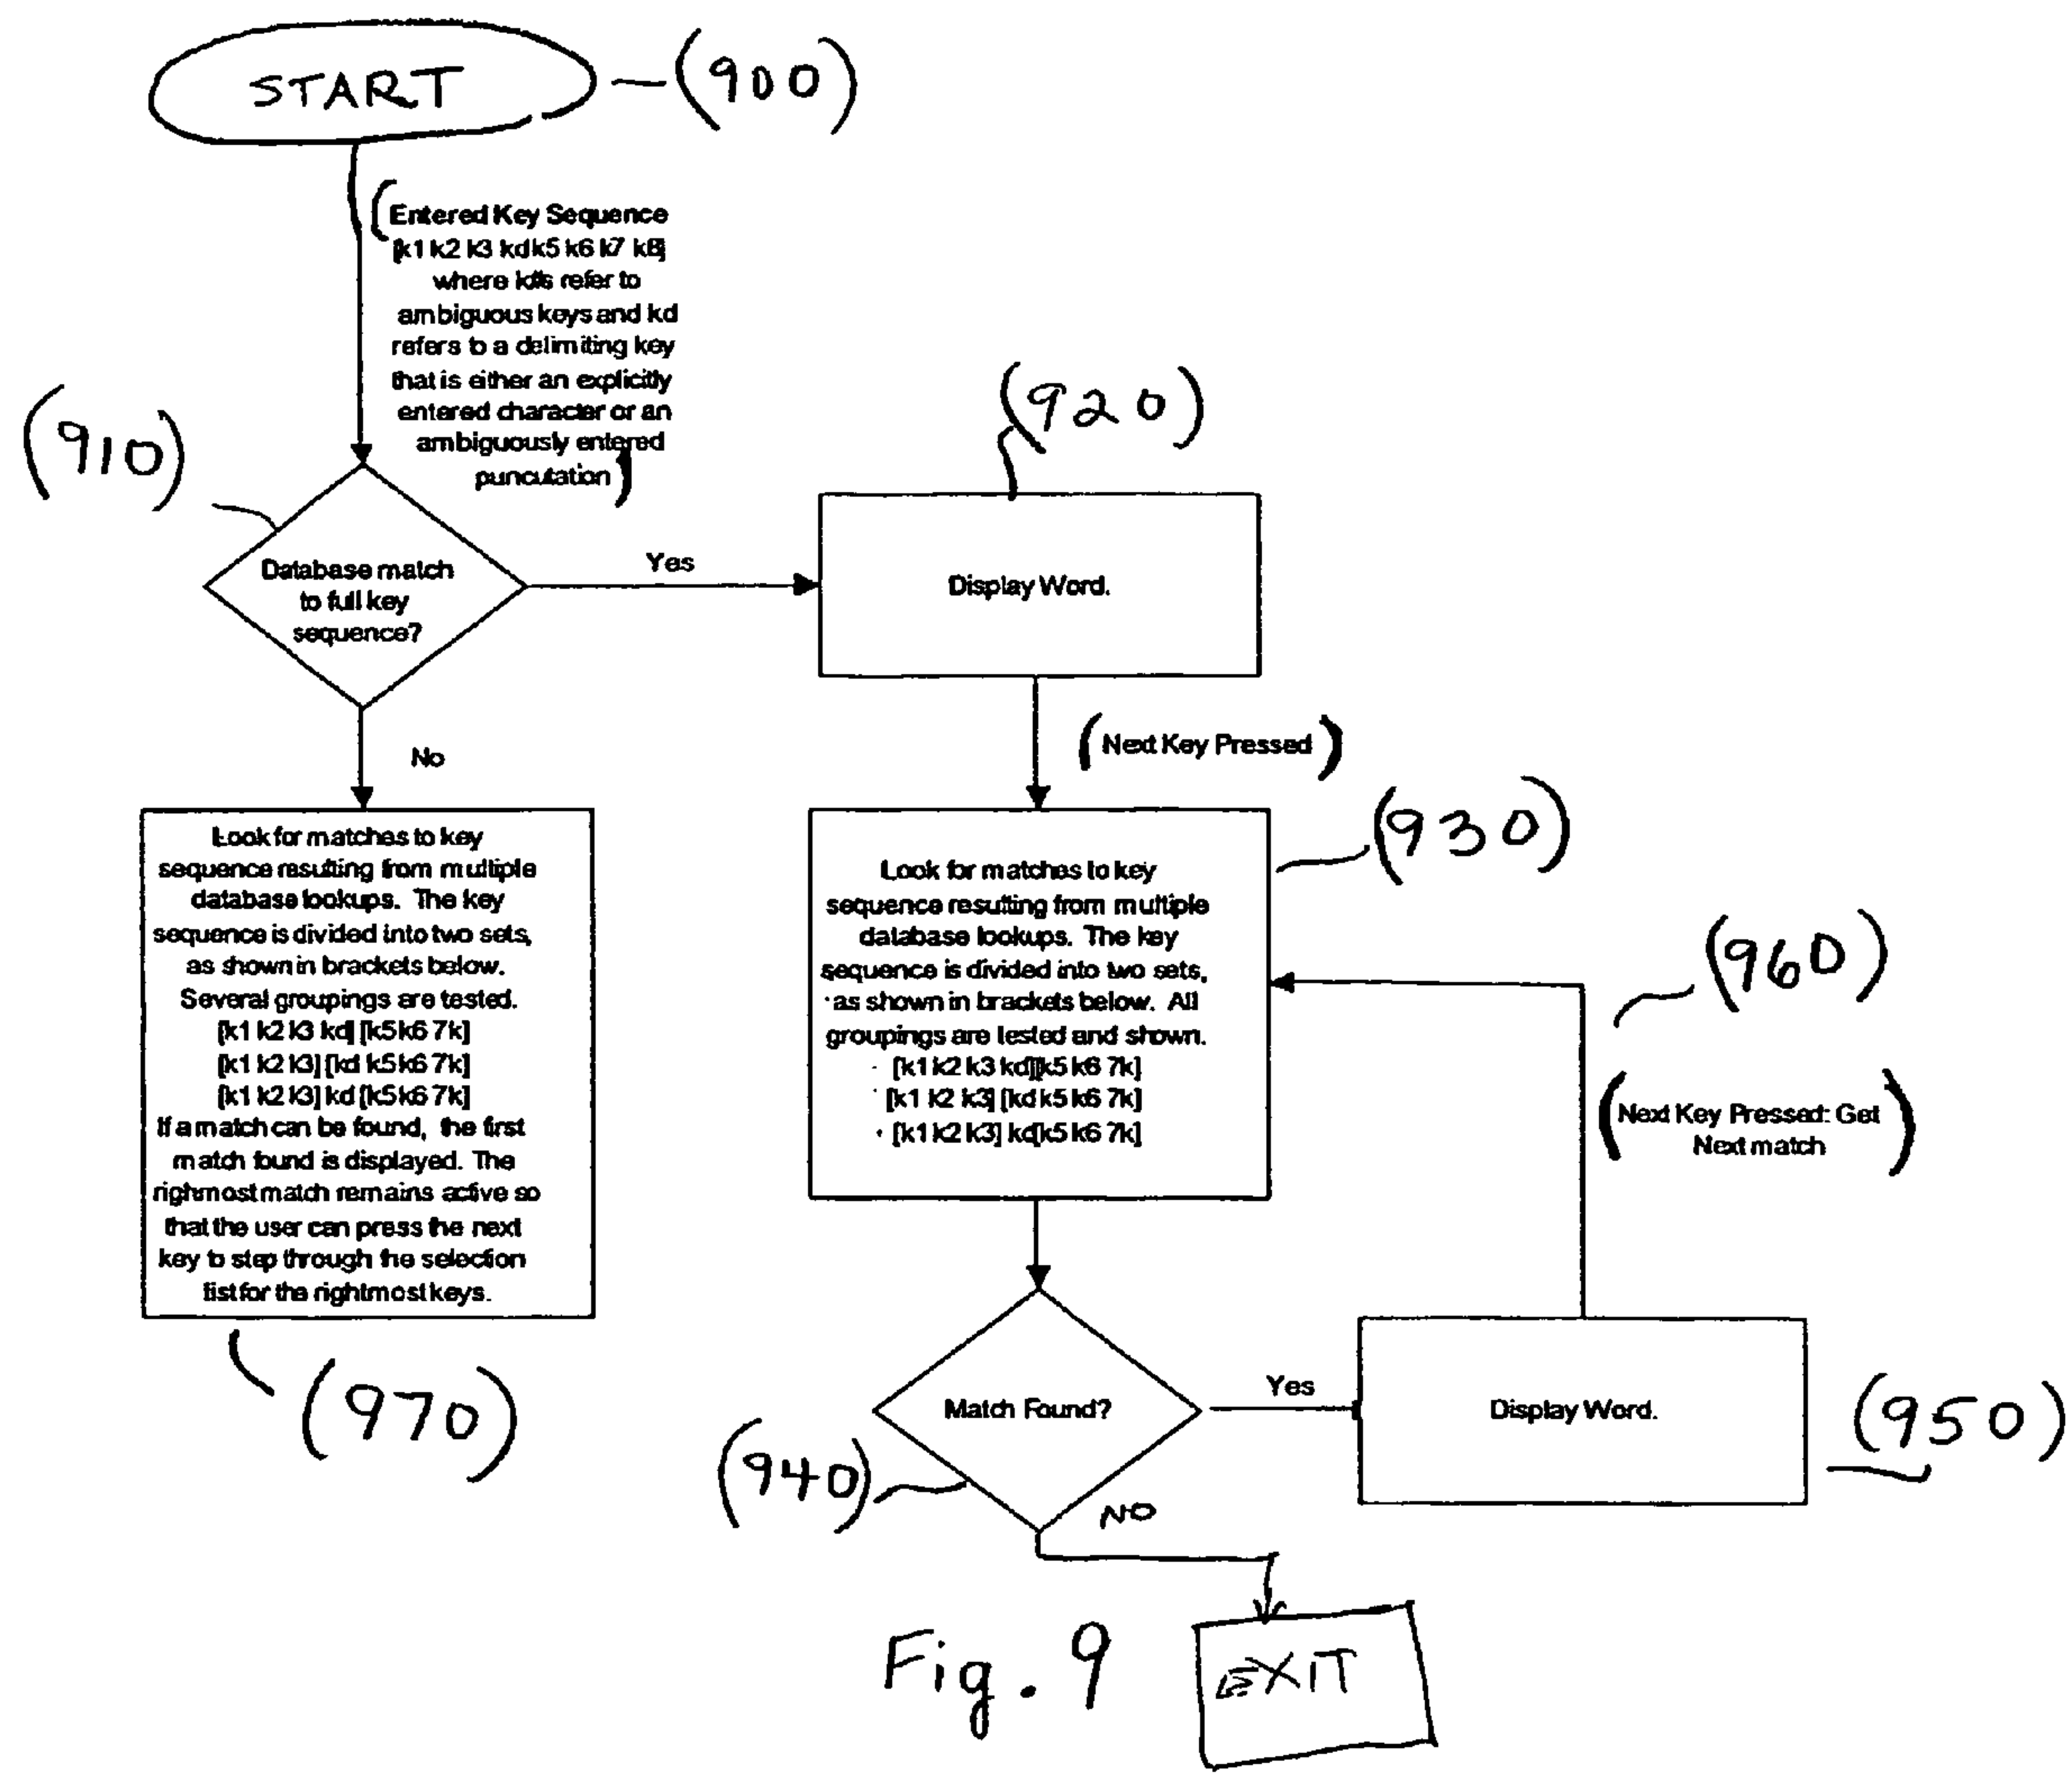 START
(900)
(Entered Key Sequence
[k1 k2 k3 kd k5 k6 k7 k8]
where k#s refer to
ambiguous keys and kd
refers to a delimiting key
that is either an explicitly
entered character or an
ambiguously entered
puncutation)
(910)
Database match
to full key
sequence?
Yes
(920)
Display Word.
No
(Next Key Pressed)
Look for matches to key
sequence resulting from multiple
database lookups. The key
sequence is divided into two sets,
as shown in brackets below.
Several groupings are tested.
[k1 k2 k3 kd] [k5 k6 7k]
[k1 k2 k3] [kd k5 k6 7k]
[k1 k2 k3] kd [k5 k6 7k]
If a match can be found, the first
match found is displayed. The
righmost match remains active so
that the user can press the next
key to step through the selection
list for the rightmost keys.
(970)
(930)
Look for matches to key
sequence resulting from multiple
database lookups. The key
sequence is divided into two sets,
as shown in brackets below. All
groupings are tested and shown.
[k1 k2 k3 kd][k5 k6 7k]
[k1 k2 k3] [kd k5 k6 7k]
[k1 k2 k3] kd[k5 k6 7k]
(960)
(Next Key Pressed: Get
Next match)
Match Found?
(940)
Yes
Display Word.
(950)
NO
EXIT
Fig. 9